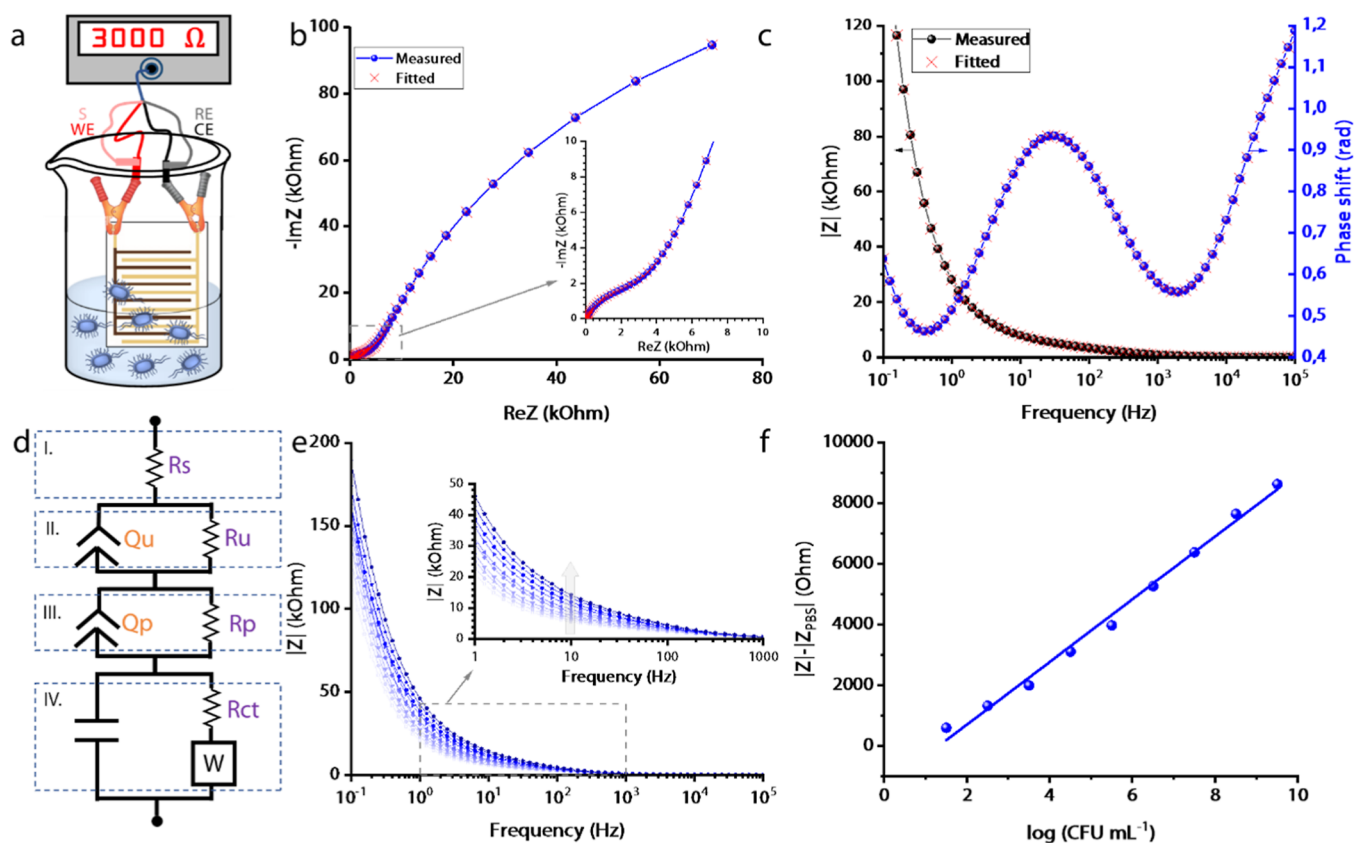 a
3000 Ω
S
WE
RE
CE
b
Measured
Fitted
-ImZ (kOhm)
100
80
60
40
20
0
0 20 40 60 80
ReZ (kOhm)
-ImZ (kOhm)
10
8
6
4
2
0
0 2 4 6 8 10
ReZ (kOhm)
c
Measured
Fitted
|Z| (kOhm)
120
100
80
60
40
20
0
1,2
1,1
1,0
0,9
0,8
0,7
0,6
0,5
0,4
Phase shift (rad)
10⁻¹ 10⁰ 10¹ 10² 10³ 10⁴ 10⁵
Frequency (Hz)
d
I.
Rs
II.
Qu
Ru
III.
Qp
Rp
IV.
Rct
W
e
|Z| (kOhm)
200
150
100
50
0
10⁻¹ 10⁰ 10¹ 10² 10³ 10⁴ 10⁵
Frequency (Hz)
|Z| (kOhm)
50
40
30
20
10
0
1 10 100 1000
Frequency (Hz)
f
|Z|-|Z_PBS| (Ohm)
10000
8000
6000
4000
2000
0
2 4 6 8 10
log (CFU mL⁻¹)